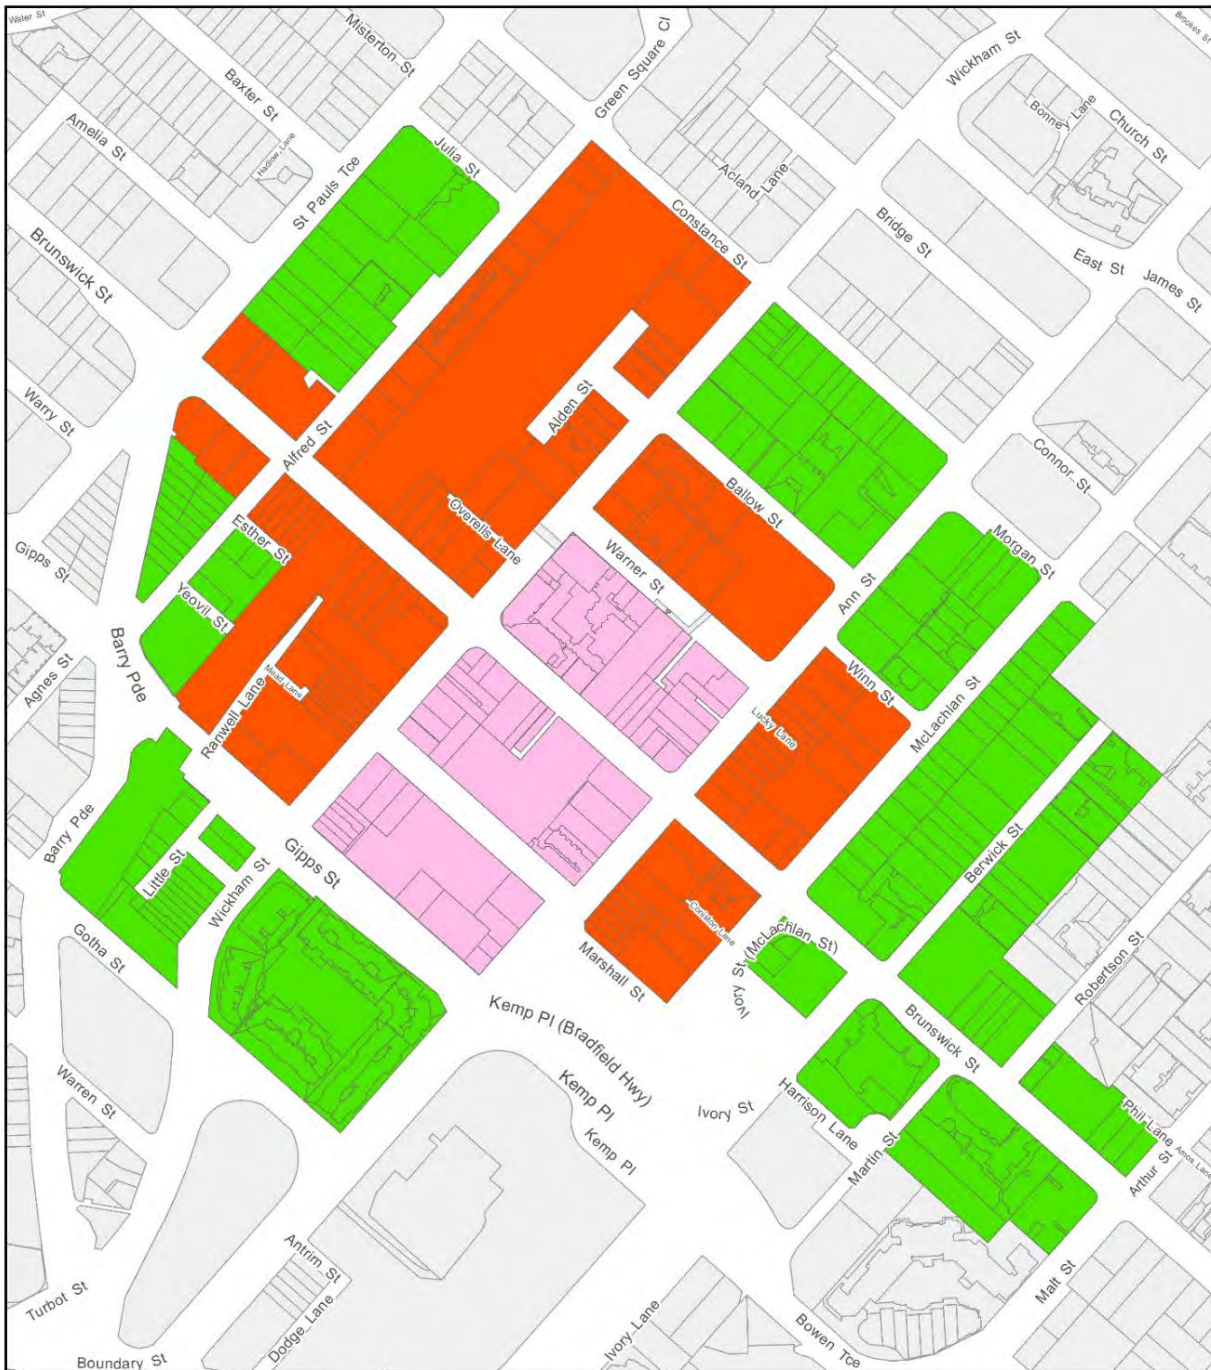 Water St
Misterton St
Green Square Cl
Brookes St
Wickham St
Baxter St
Bonney Lane
Church St
Amelia St
Hadlow Lane
Julia St
St Pauls Tce
Acland Lane
Constance St
Bridge St
Brunswick St
East St
James St
Warry St
Alden St
Alfred St
Connor St
Ballow St
Overells Lane
Morgan St
Esther St
Gipps St
Warner St
Ann St
Yeovil St
Barry Pde
Agnes St
Mead Lane
Winn St
Ranwell Lane
Lucky Lane
McLachlan St
Barry Pde
Little St
Gipps St
Wickham St
Berwick St
Gotha St
Coniston Lane
Ivory St (McLachlan St)
Marshall St
Robertson St
Kemp Pl (Bradfield Hwy)
Brunswick St
Warren St
Kemp Pl
Ivory St
Harrison Lane
Phil Lane
Kemp Pl
Martin St
Amos Lane
Arthur St
Antrim St
Malt St
Turbot St
Dodge Lane
Ivory Lane
Bowen Tce
Boundary St